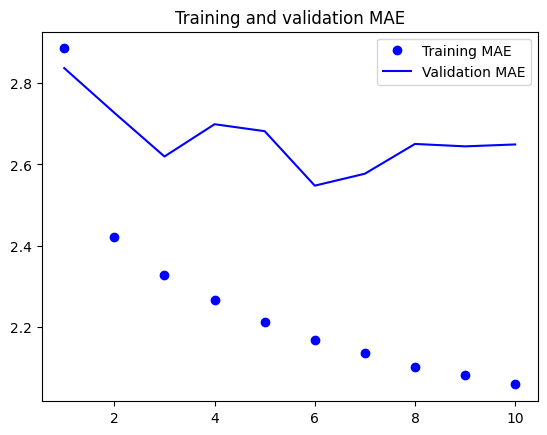 Training and validation MAE
Training MAE
Validation MAE
2.8
2.6
2.4
2.2
2 4 6 8 10